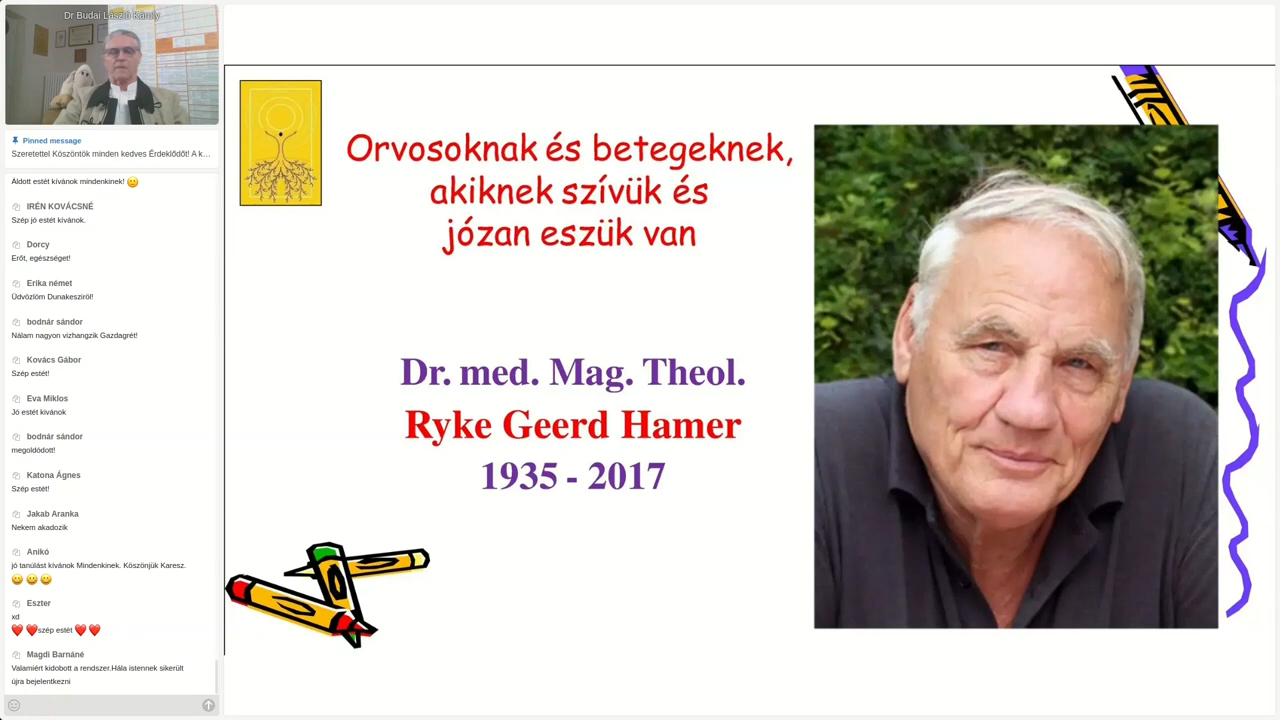 Dr Budai László Károly
Pinned message
Szeretettel Köszöntök minden kedves Érdeklődőt! A k...
Áldott estét kívánok mindenkinek!
IRÉN KOVÁCSNÉ
Szép jó estét kívánok.
Dorcy
Erőt, egészséget!
Erika német
Üdvözlöm Dunakesziről!
bodnár sándor
Nálam nagyon vizhangzik Gazdagrét!
Kovács Gábor
Szép estét!
Eva Miklos
Jó estét kivánok
bodnár sándor
megoldódott!
Katona Ágnes
Szép estét!
Jakab Aranka
Nekem akadozik
Anikó
jó tanúlást kívánok Mindenkinek. Köszönjük Karesz.
Eszter
xd
szép estét
Magdi Barnáné
Valamiért kidobott a rendszer.Hála istennek sikerült
újra bejelentkezni
Orvosoknak és betegeknek,
akiknek szívük és
józan eszük van
Dr. med. Mag. Theol.
Ryke Geerd Hamer
1935 - 2017